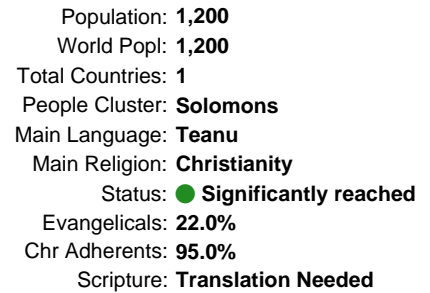 Population: 1,200
World Popl: 1,200
Total Countries: 1
People Cluster: Solomons
Main Language: Teanu
Main Religion: Christianity
Status: Significantly reached
Evangelicals: 22.0%
Chr Adherents: 95.0%
Scripture: Translation Needed